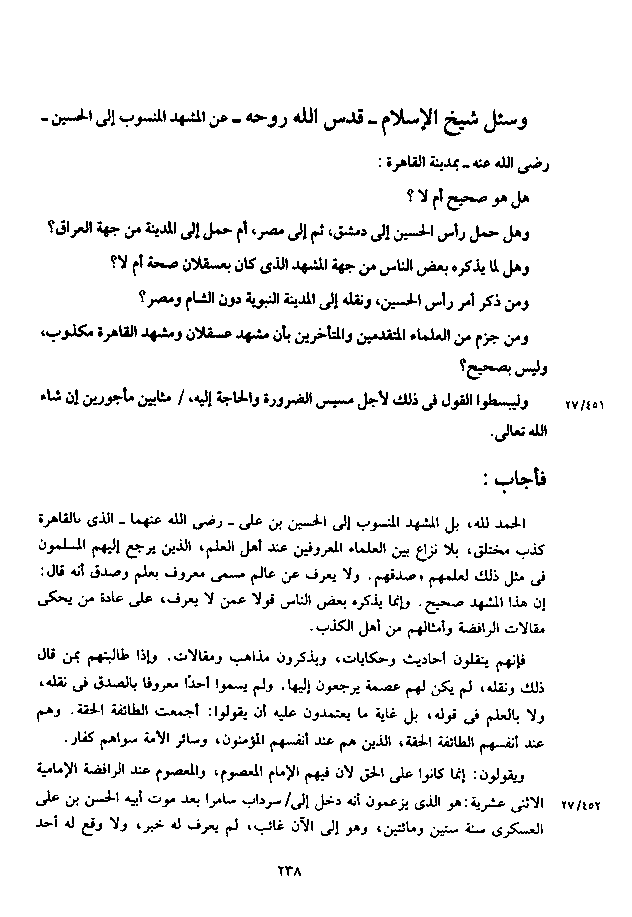 وسئل شيخ الإسلام ـ قدس الله روحه ـ عن المشهد المنسوب إلى الحسين ـ
رضى الله عنه ـ بمدينة القاهرة :
هل هو صحيح أم لا ؟
وهل حمل رأس الحسين إلى دمشق، ثم إلى مصر، أم حمل إلى المدينة من جهة العراق؟
وهل لما يذكره بعض الناس من جهة المشهد الذى كان بعسقلان صحة أم لا؟
ومن ذكر أمر رأس الحسين، ونقله إلى المدينة النبوية دون الشام ومصر؟
ومن جزم من العلماء المتقدمين والمتأخرين بأن مشهد عسقلان ومشهد القاهرة مكذوب،
وليس بصحيح؟
وليبسطوا القول فى ذلك لأجل مسيس الضرورة والحاجة إليه، / مثابين مأجورين إن شاء
٢٧/٤٥١
الله تعالى.
فأجاب :
الحمد لله، بل المشهد المنسوب إلى الحسين بن على ـ رضى الله عنهما ـ الذى بالقاهرة
كذب مختلق، بلا نزاع بين العلماء المعروفين عند أهل العلم، الذين يرجع إليهم المسلمون
فى مثل ذلك لعلمهم وصدقهم. ولا يعرف عن عالم مسمى معروف بعلم وصدق أنه قال:
إن هذا المشهد صحيح. وإنما يذكره بعض الناس قولا عمن لا يعرف، على عادة من يحكى
مقالات الرافضة وأمثالهم من أهل الكذب.
فإنهم ينقلون أحاديث وحكايات، ويذكرون مذاهب ومقالات. وإذا طالبتهم بمن قال
ذلك ونقله، لم يكن لهم عصمة يرجعون إليها. ولم يسموا أحدًا معروفا بالصدق فى نقله،
ولا بالعلم فى قوله، بل غاية ما يعتمدون عليه أن يقولوا: أجمعت الطائفة الحقة. وهم
عند أنفسهم الطائفة الحقة، الذين هم عند أنفسهم المؤمنون، وسائر الأمة سواهم كفار.
ويقولون: إنما كانوا على الحق لأن فيهم الإمام المعصوم، والمعصوم عند الرافضة الإمامية
الاثنى عشرية: هو الذى يزعمون أنه دخل إلى/ سرداب سامرا بعد موت أبيه الحسن بن على
٢٧/٤٥٢
العسكرى سنة ستين ومائتين، وهو إلى الآن غائب، لم يعرف له خبر، ولا وقع له أحد
٢٣٨